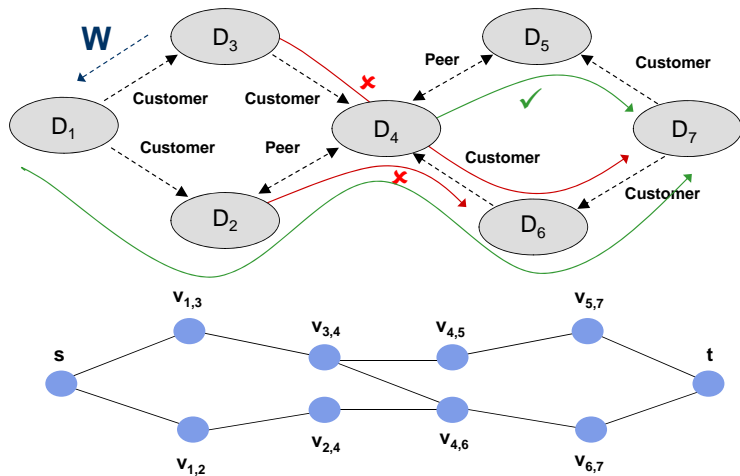 W
D3
D5
Peer
Customer
Customer
Customer
D1
D4
D7
Customer
Peer
Customer
Customer
D2
D6
v1,3
v5,7
v3,4
v4,5
s
t
v1,2
v2,4
v4,6
v6,7